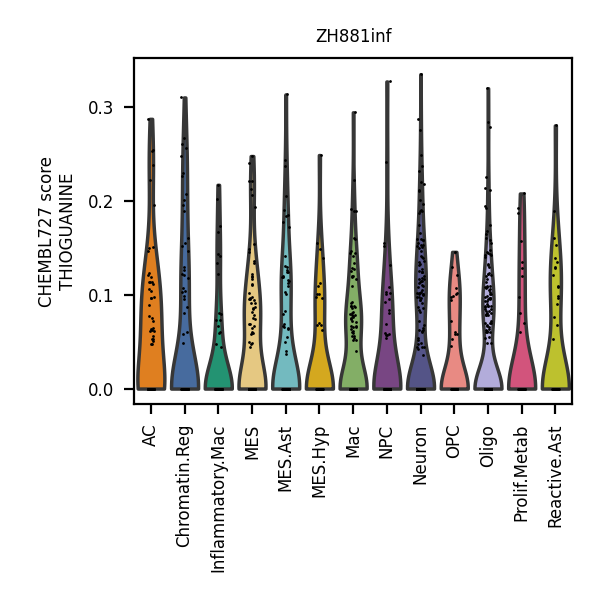 ZH881inf
CHEMBL727 score
THIOGUANINE
0.3
0.2
0.1
0.0
AC
Chromatin.Reg
Inflammatory.Mac
MES
MES.Ast
MES.Hyp
Mac
NPC
Neuron
OPC
Oligo
Prolif.Metab
Reactive.Ast